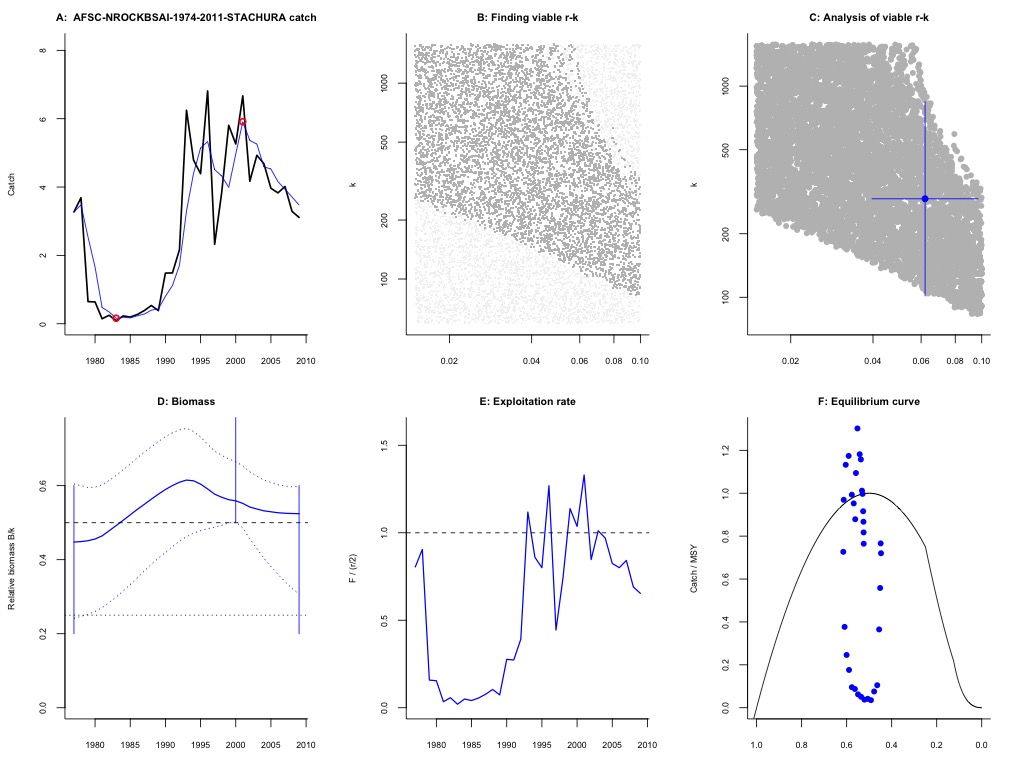 A:  AFSC-NROCKBSAI-1974-2011-STACHURA catch
Catch
0 2 4 6 8
1980 1985 1990 1995 2000 2005 2010
B: Finding viable r-k
k
100 200 500 1000
0.02 0.04 0.06 0.08 0.10
C: Analysis of viable r-k
k
100 200 500 1000
0.02 0.04 0.06 0.08 0.10
D: Biomass
Relative biomass B/k
0.0 0.2 0.4 0.6
1980 1985 1990 1995 2000 2005 2010
E: Exploitation rate
F / (r/2)
0.0 0.5 1.0 1.5
1980 1985 1990 1995 2000 2005 2010
F: Equilibrium curve
Catch / MSY
0.0 0.2 0.4 0.6 0.8 1.0 1.2
1.0 0.8 0.6 0.4 0.2 0.0